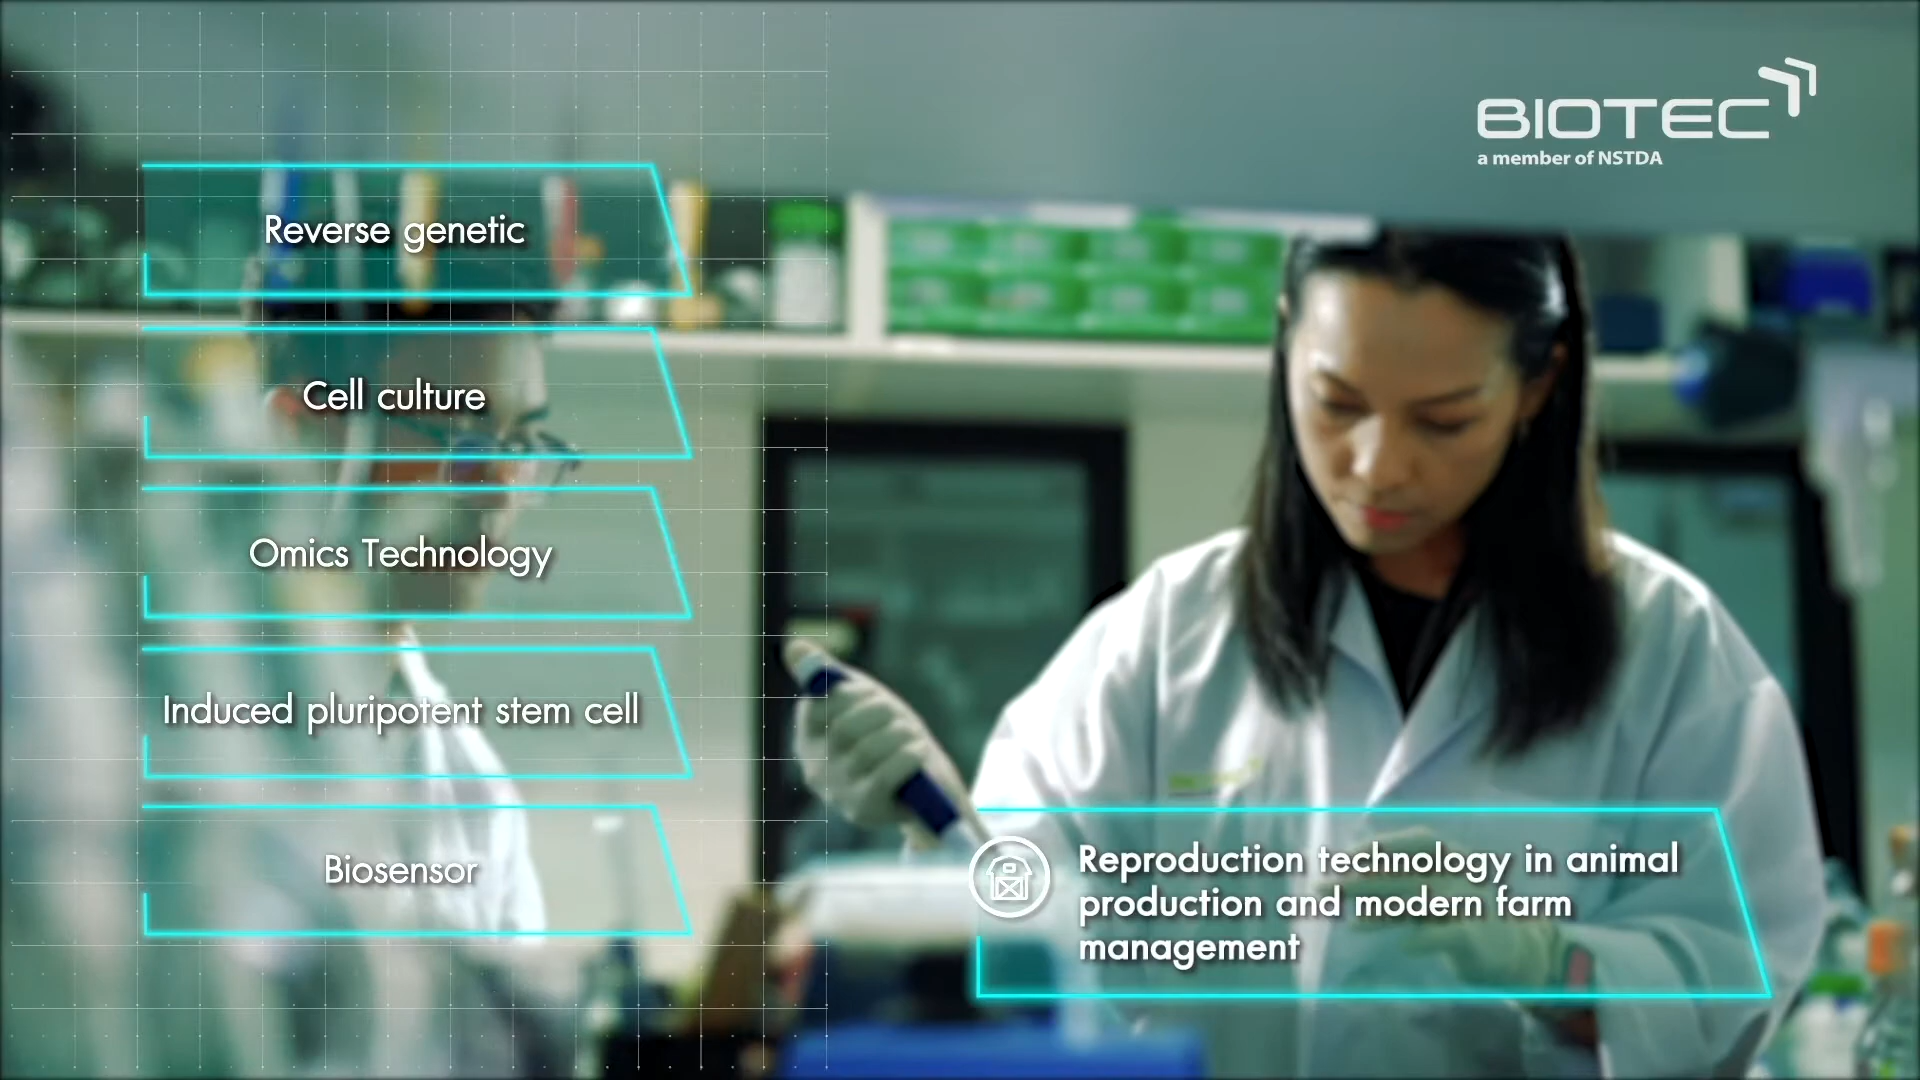 BIOTEC
a member of NSTDA
Reverse genetic
Cell culture
Omics Technology
Induced pluripotent stem cell
Biosensor
Reproduction technology in animal
production and modern farm
management